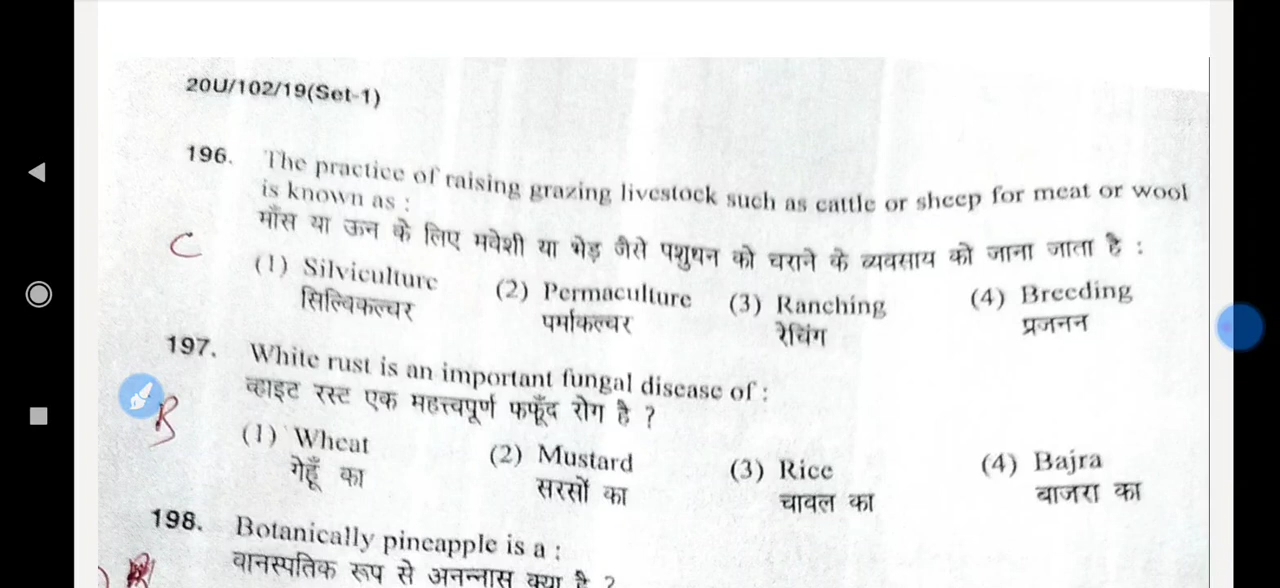 20U/102/19(Set-1)
196. The practice of raising grazing livestock such as cattle or sheep for meat or wool
is known as :
माँस या ऊन के लिए मवेशी या भेड़ जैसे पशुधन को चराने के व्यवसाय को जाना जाता है :
C
(1) Silviculture (2) Permaculture (3) Ranching (4) Breeding
सिल्विकल्चर पर्माकल्चर रेचिंग प्रजनन
197. White rust is an important fungal disease of :
व्हाइट रस्ट एक महत्त्वपूर्ण फफूँद रोग है ?
B
(1) Wheat (2) Mustard (3) Rice (4) Bajra
गेहूँ का सरसों का चावल का बाजरा का
198. Botanically pineapple is a :
वानस्पतिक रूप से अनन्नास क्या है ?